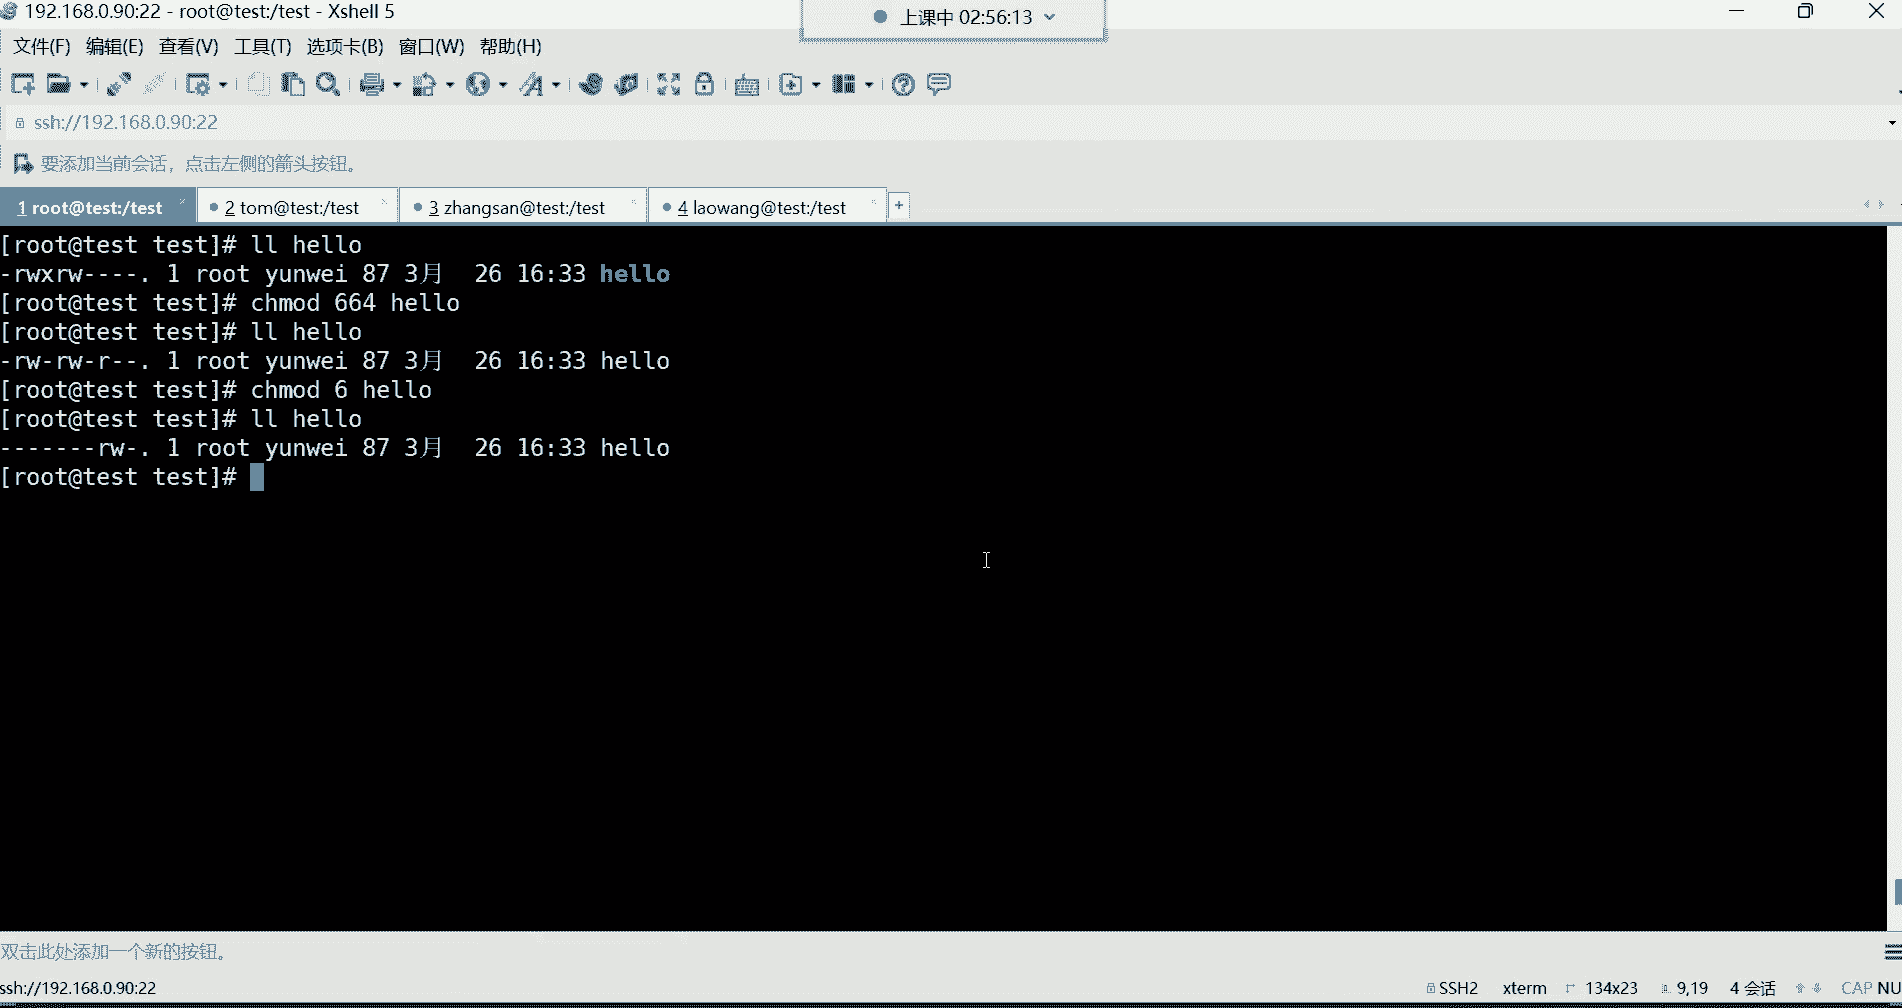 192.168.0.90:22 - root@test:/test - Xshell 5
上课中 02:56:13
文件(F) 编辑(E) 查看(V) 工具(T) 选项卡(B) 窗口(W) 帮助(H)
ssh://192.168.0.90:22
要添加当前会话，点击左侧的箭头按钮。
1 root@test:/test 2 tom@test:/test 3 zhangsan@test:/test 4 laowang@test:/test
[root@test test]# ll hello
-rwxrw----. 1 root yunwei 87 3月  26 16:33 hello
[root@test test]# chmod 664 hello
[root@test test]# ll hello
-rw-rw-r--. 1 root yunwei 87 3月  26 16:33 hello
[root@test test]# chmod 6 hello
[root@test test]# ll hello
-------rw-. 1 root yunwei 87 3月  26 16:33 hello
[root@test test]#
双击此处添加一个新的按钮。
ssh://192.168.0.90:22 SSH2 xterm 134x23 9,19 4 会话 CAP NU